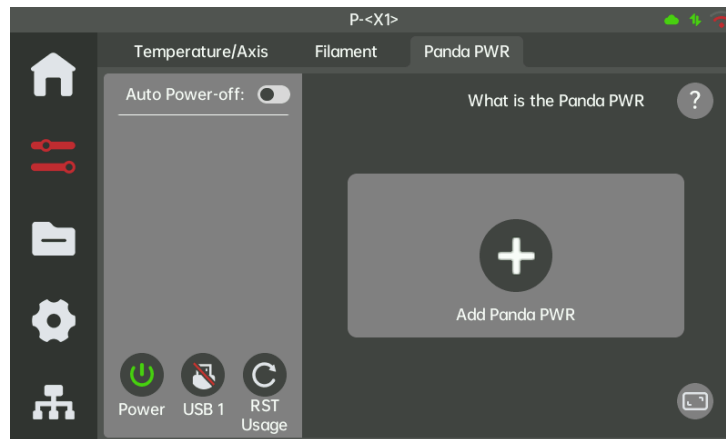 P-<X1>
Temperature/Axis Filament Panda PWR
Auto Power-off:
What is the Panda PWR ?
Add Panda PWR
Power USB 1 RST
Usage